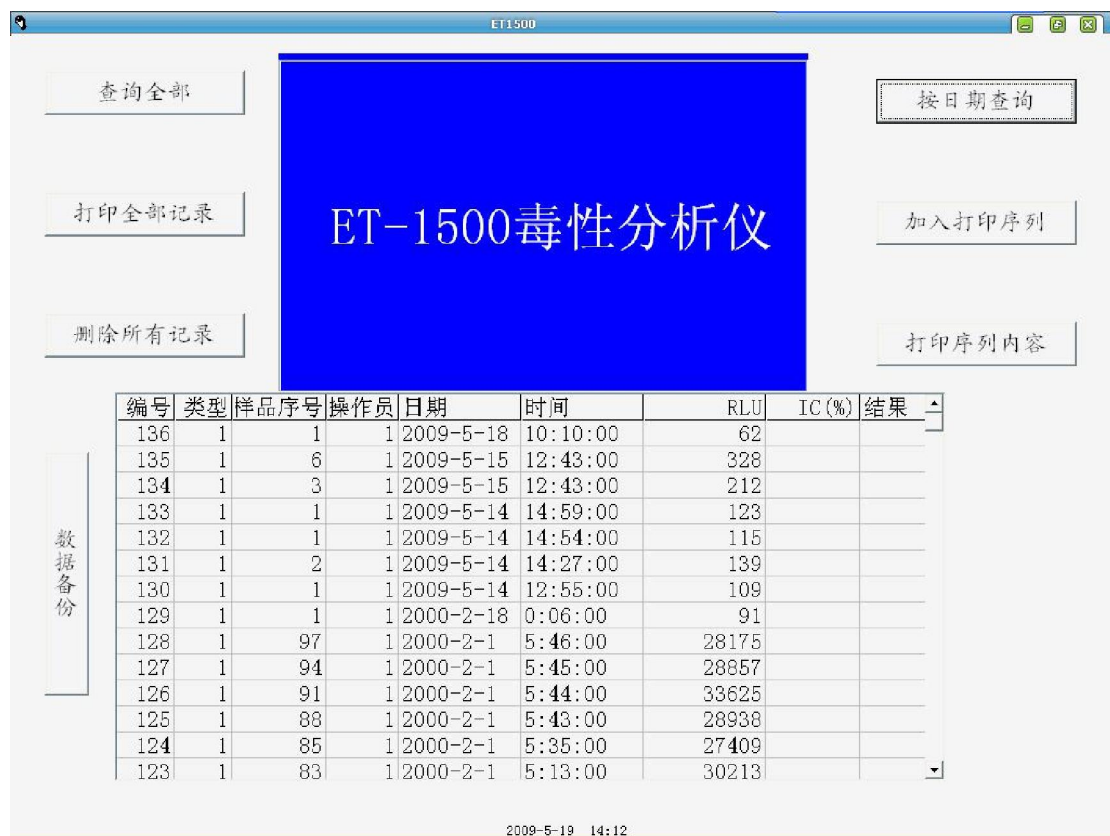 ET1500
查询全部
按日期查询
打印全部记录
ET-1500毒性分析仪
加入打印序列
删除所有记录
打印序列内容
编号 类型 样品序号 操作员 日期 时间 RLU IC(%) 结果
136 1 1 1 2009-5-18 10:10:00 62
135 1 6 1 2009-5-15 12:43:00 328
134 1 3 1 2009-5-15 12:43:00 212
133 1 1 1 2009-5-14 14:59:00 123
132 1 1 1 2009-5-14 14:54:00 115
131 1 2 1 2009-5-14 14:27:00 139
130 1 1 1 2009-5-14 12:55:00 109
129 1 1 1 2000-2-18 0:06:00 91
128 1 97 1 2000-2-1 5:46:00 28175
127 1 94 1 2000-2-1 5:45:00 28857
126 1 91 1 2000-2-1 5:44:00 33625
125 1 88 1 2000-2-1 5:43:00 28938
124 1 85 1 2000-2-1 5:35:00 27409
123 1 83 1 2000-2-1 5:13:00 30213
数据备份
2009-5-19 14:12